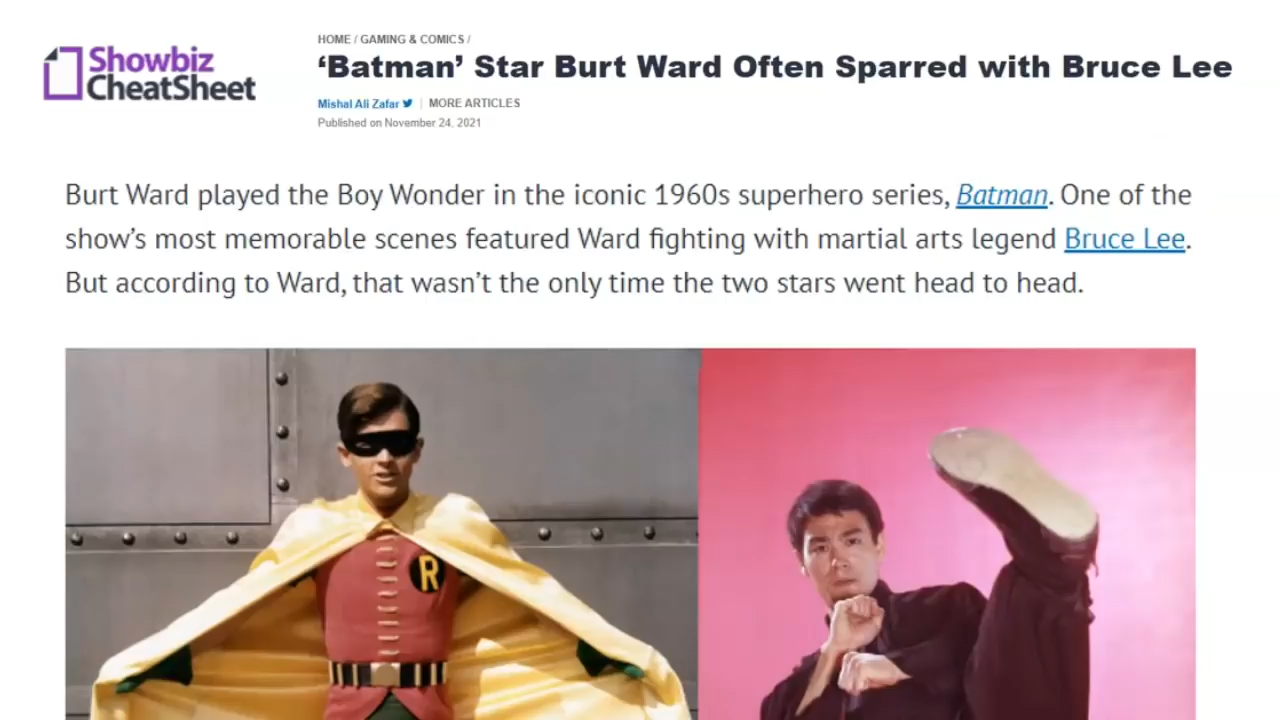 Showbiz
CheatSheet
HOME / GAMING & COMICS /
‘Batman’ Star Burt Ward Often Sparred with Bruce Lee
Mishal Ali Zafar | MORE ARTICLES
Published on November 24, 2021
Burt Ward played the Boy Wonder in the iconic 1960s superhero series, Batman. One of the
show’s most memorable scenes featured Ward fighting with martial arts legend Bruce Lee.
But according to Ward, that wasn’t the only time the two stars went head to head.
R